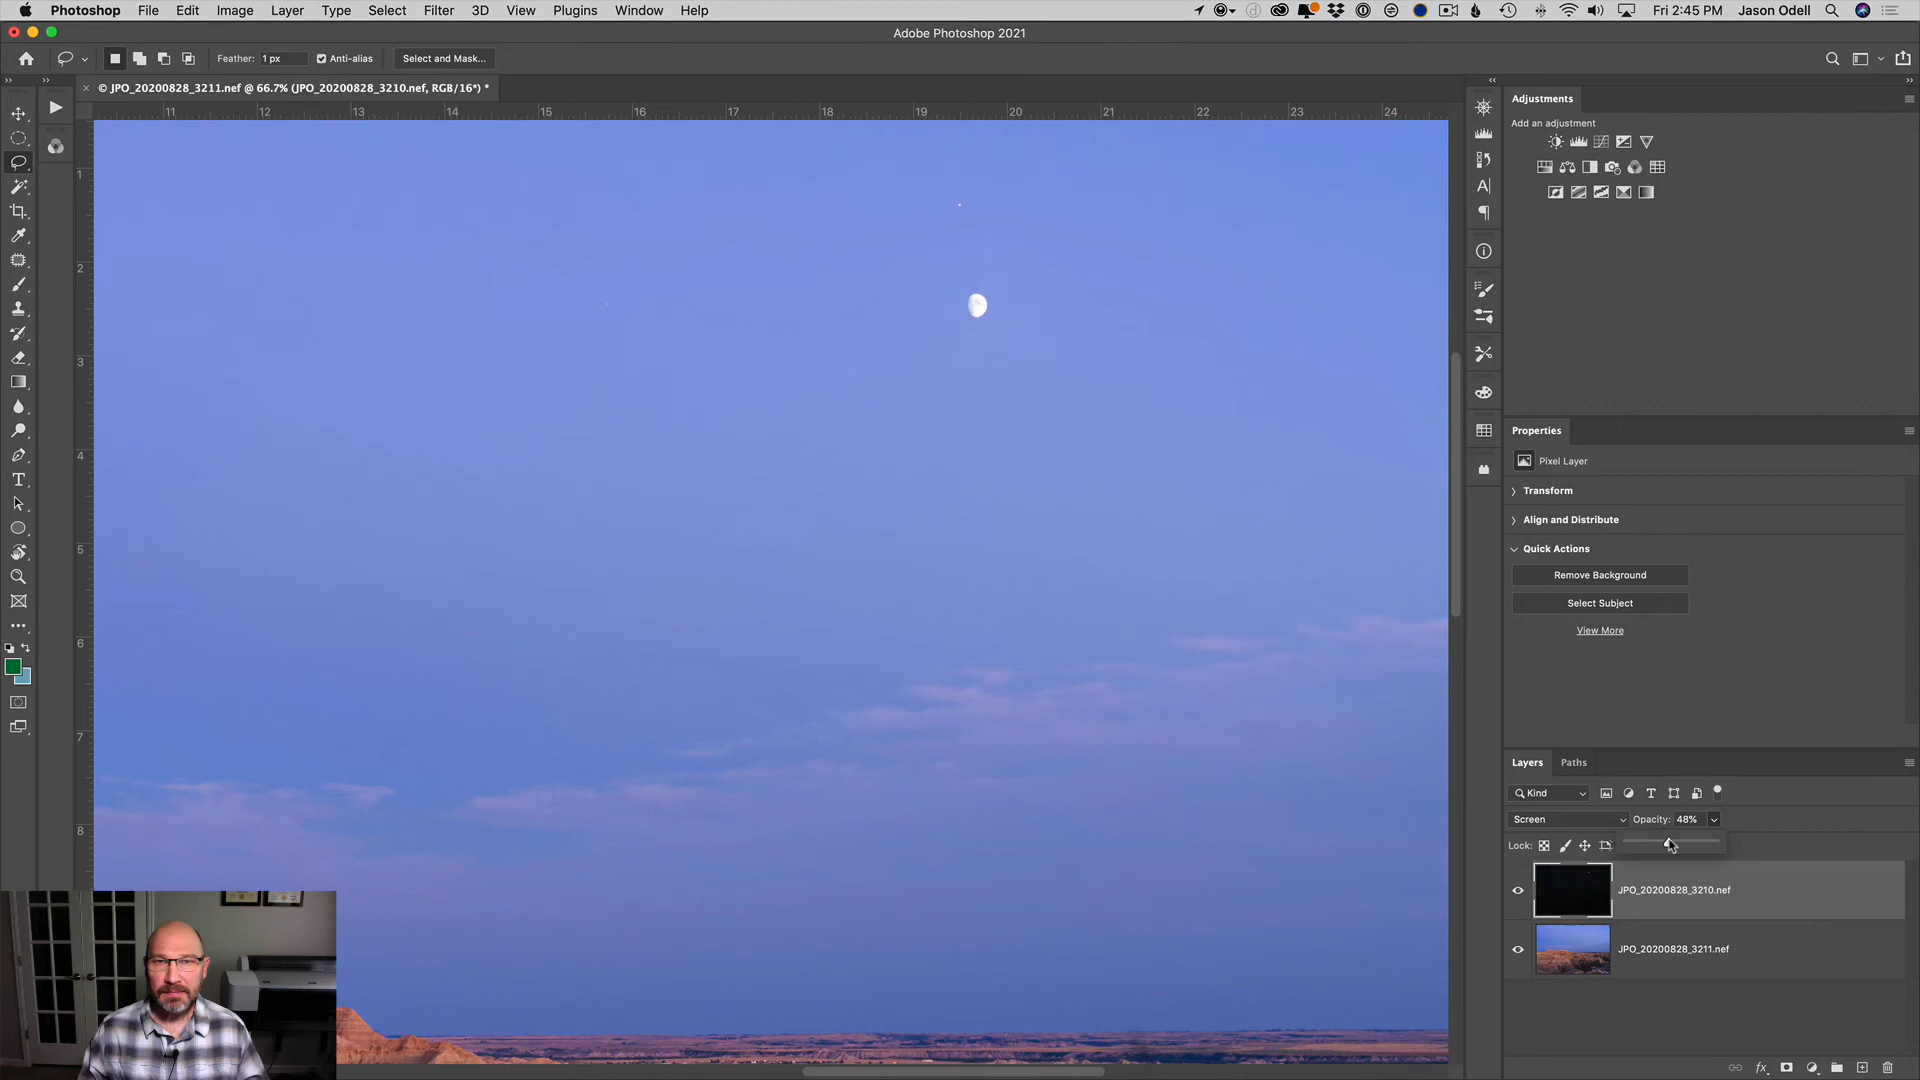 Photoshop File Edit Image Layer Type Select Filter 3D View Plugins Window Help Fri 2:45 PM Jason Odell
Adobe Photoshop 2021
Feather: 1 px Anti-alias Select and Mask...
© JPO_20200828_3211.nef @ 66.7% (JPO_20200828_3210.nef, RGB/16*) *
11 12 13 14 15 16 17 18 19 20 21 22 23 24
1
2
3
4
5
6
7
8
Adjustments
Add an adjustment
Properties
Pixel Layer
Transform
Align and Distribute
Quick Actions
Remove Background
Select Subject
View More
Layers Paths
Kind
Screen Opacity: 48%
Lock:
JPO_20200828_3210.nef
JPO_20200828_3211.nef